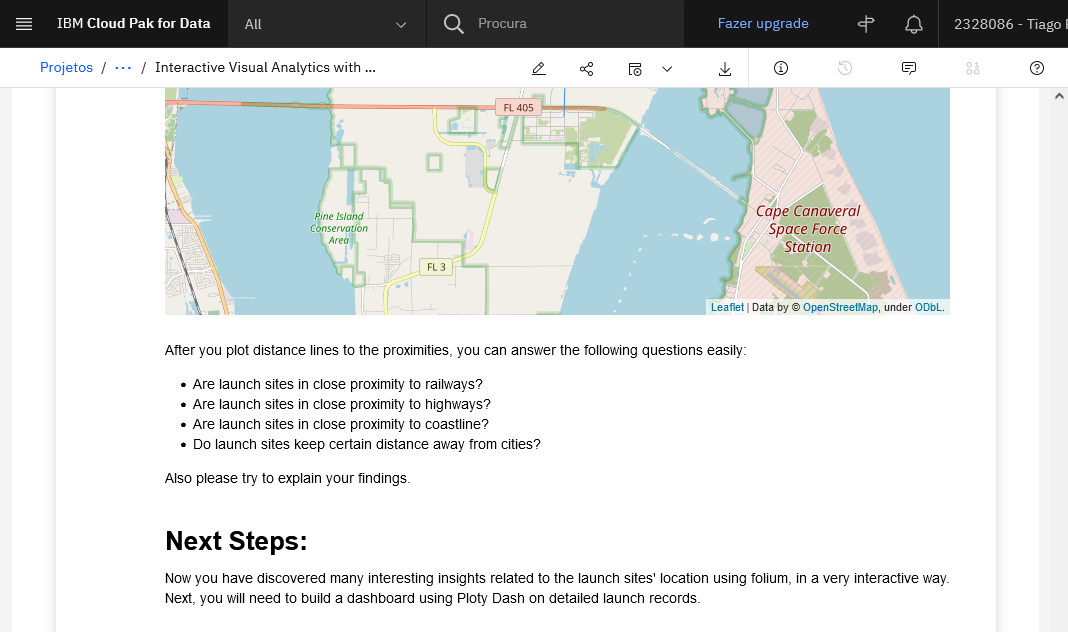 IBM Cloud Pak for Data
All
Procura
Fazer upgrade
2328086 - Tiago
Projetos / ··· / Interactive Visual Analytics with ...
FL 405
Pine Island
Conservation
Area
FL 3
Cape Canaveral
Space Force
Station
Leaflet | Data by © OpenStreetMap, under ODbL.
After you plot distance lines to the proximities, you can answer the following questions easily:
• Are launch sites in close proximity to railways?
• Are launch sites in close proximity to highways?
• Are launch sites in close proximity to coastline?
• Do launch sites keep certain distance away from cities?
Also please try to explain your findings.
Next Steps:
Now you have discovered many interesting insights related to the launch sites' location using folium, in a very interactive way.
Next, you will need to build a dashboard using Ploty Dash on detailed launch records.